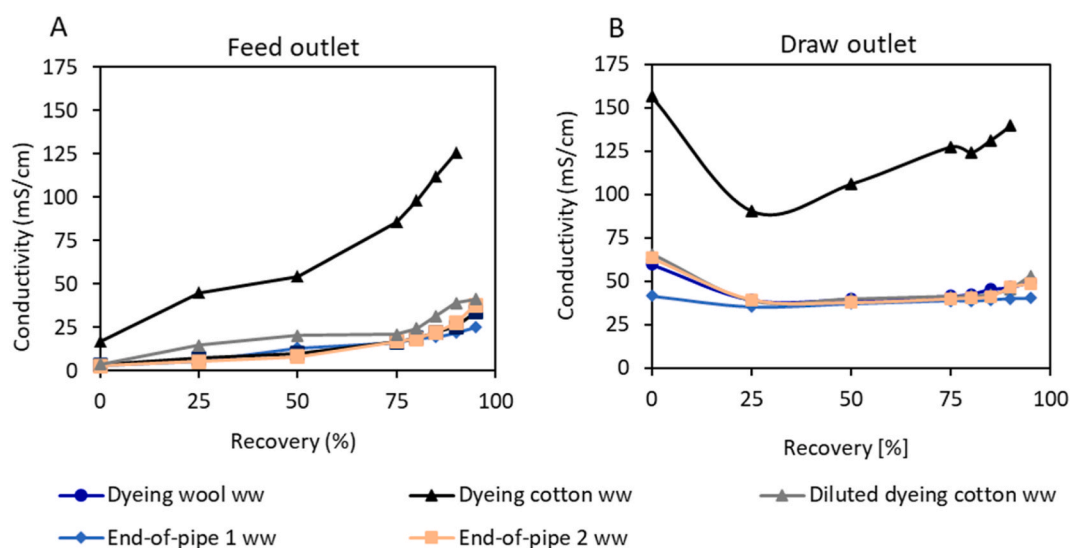 A
Feed outlet
175
150
125
100
75
50
25
0
Conductivity (mS/cm)
0 25 50 75 100
Recovery (%)
B
Draw outlet
175
150
125
100
75
50
25
0
Conductivity (mS/cm)
0 25 50 75 100
Recovery [%]
Dyeing wool ww
Dyeing cotton ww
Diluted dyeing cotton ww
End-of-pipe 1 ww
End-of-pipe 2 ww